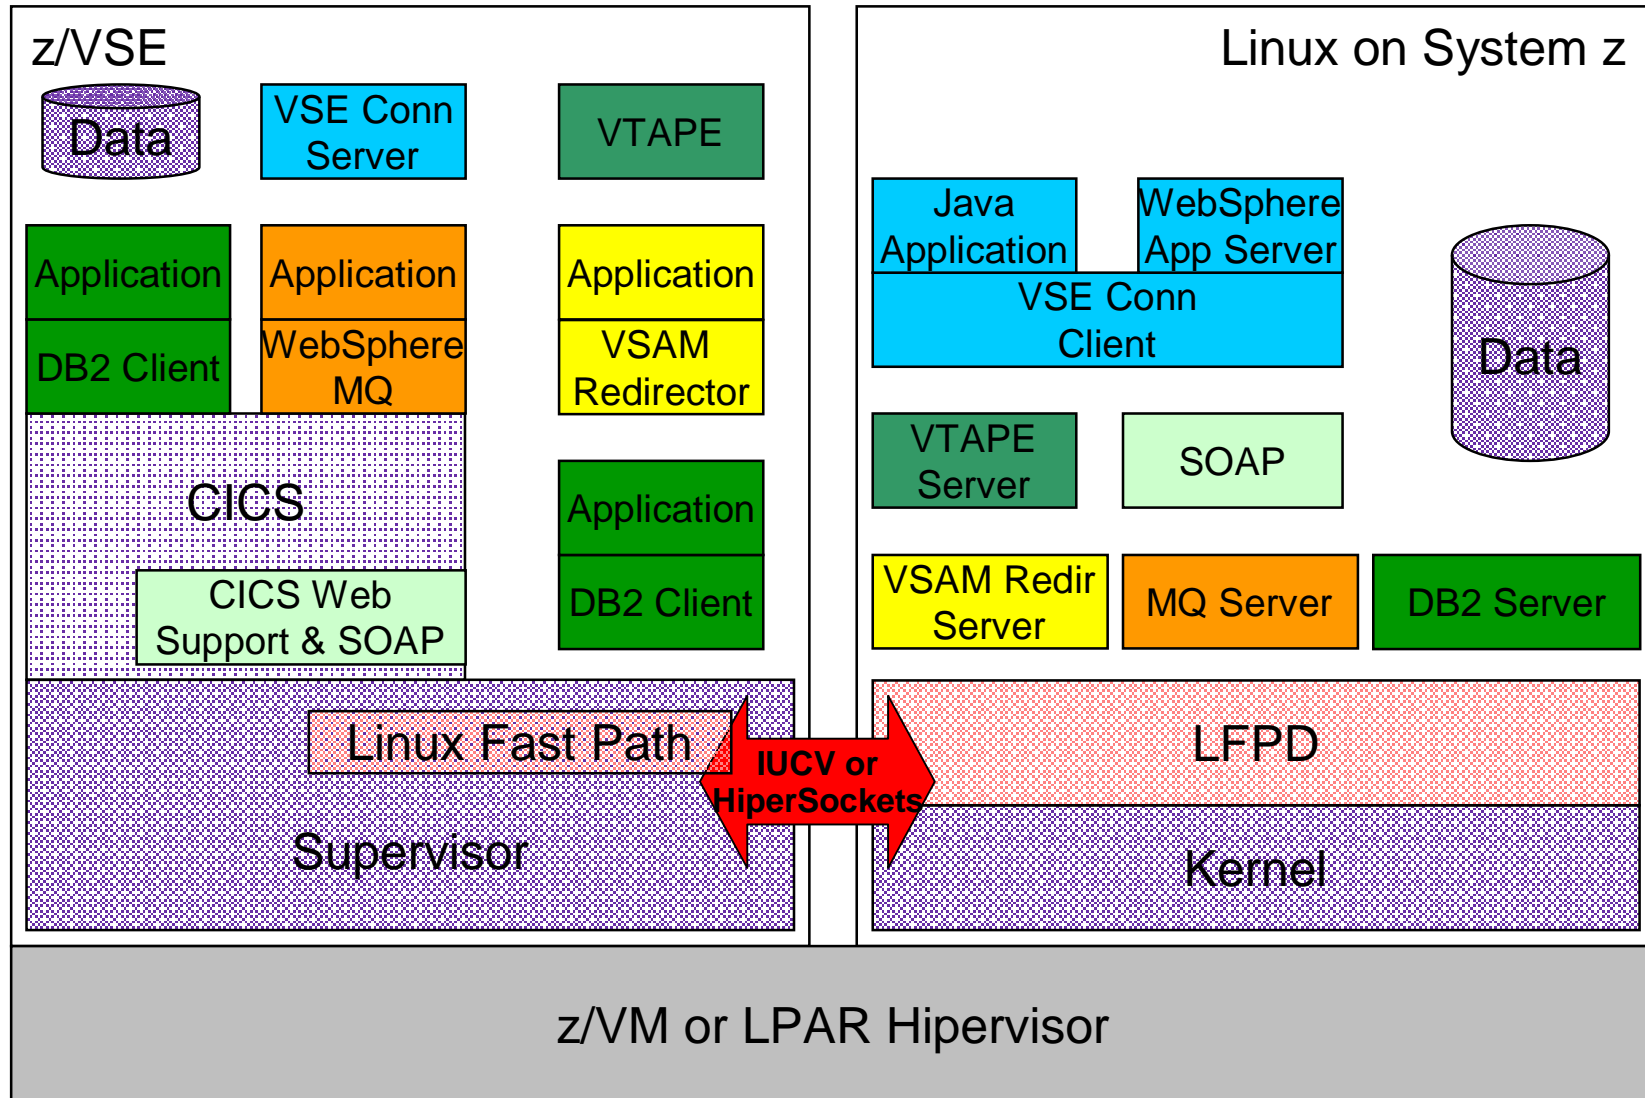 z/VSE
Data
VSE Conn
Server
VTAPE
Application
DB2 Client
Application
WebSphere
MQ
Application
VSAM
Redirector
CICS
CICS Web
Support & SOAP
Application
DB2 Client
Linux Fast Path
Supervisor
IUCV or
HiperSockets
Linux on System z
Java
Application
WebSphere
App Server
VSE Conn
Client
Data
VTAPE
Server
SOAP
VSAM Redir
Server
MQ Server
DB2 Server
LFPD
Kernel
z/VM or LPAR Hipervisor